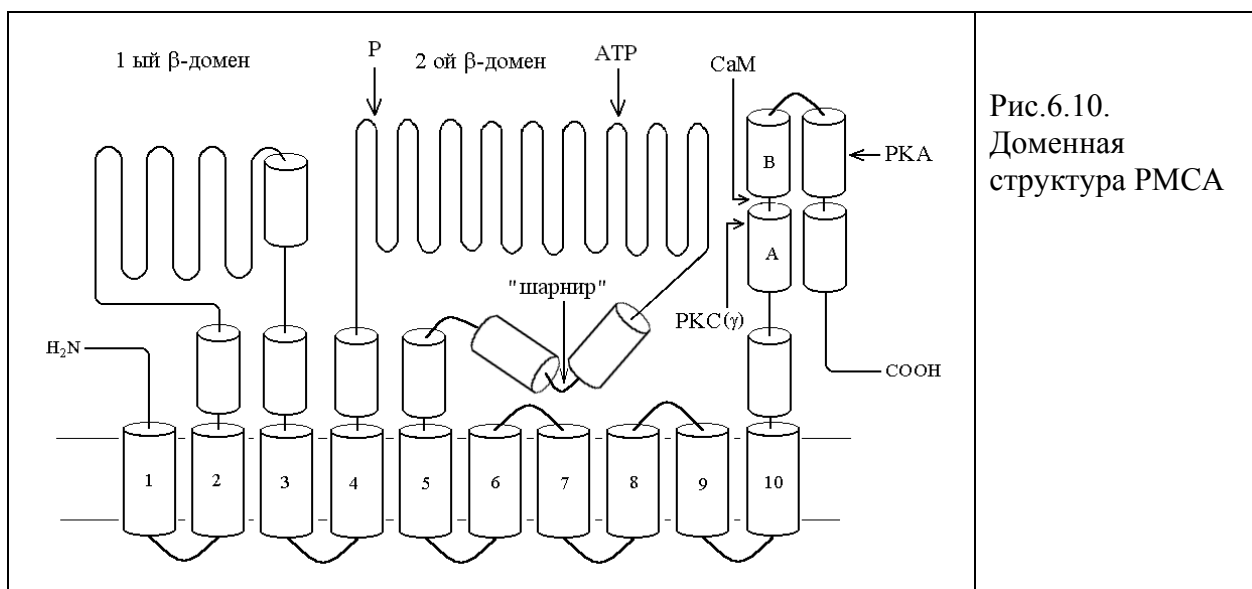 1 ый β-домен
P
2 ой β-домен
ATP
CaM
B
PKA
A
"шарнир"
PKC(γ)
H₂N
COOH
1 2 3 4 5 6 7 8 9 10
Рис.6.10.
Доменная
структура PMCA